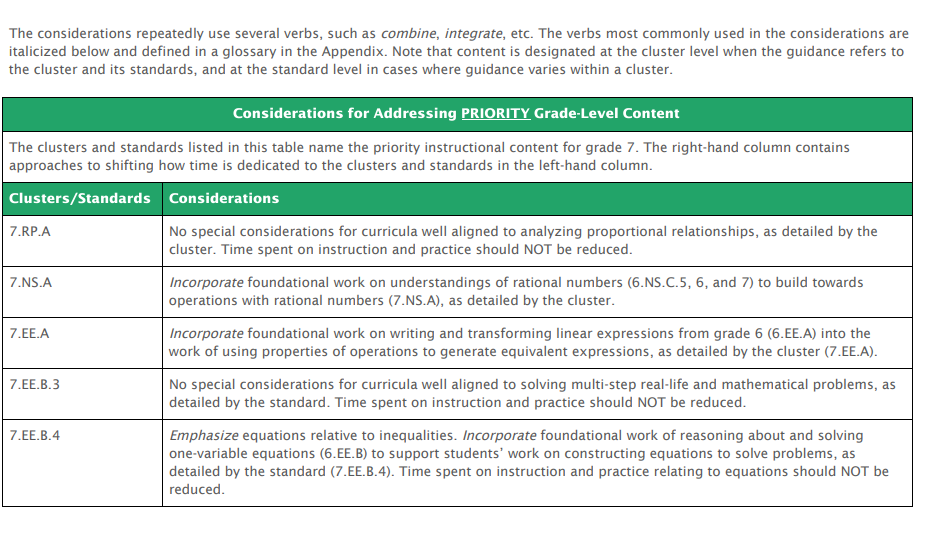 The considerations repeatedly use several verbs, such as combine, integrate, etc. The verbs most commonly used in the considerations are
italicized below and defined in a glossary in the Appendix. Note that content is designated at the cluster level when the guidance refers to
the cluster and its standards, and at the standard level in cases where guidance varies within a cluster.
Considerations for Addressing PRIORITY Grade-Level Content
The clusters and standards listed in this table name the priority instructional content for grade 7. The right-hand column contains
approaches to shifting how time is dedicated to the clusters and standards in the left-hand column.
Clusters/Standards Considerations
7.RP.A No special considerations for curricula well aligned to analyzing proportional relationships, as detailed by the
cluster. Time spent on instruction and practice should NOT be reduced.
7.NS.A Incorporate foundational work on understandings of rational numbers (6.NS.C.5, 6, and 7) to build towards
operations with rational numbers (7.NS.A), as detailed by the cluster.
7.EE.A Incorporate foundational work on writing and transforming linear expressions from grade 6 (6.EE.A) into the
work of using properties of operations to generate equivalent expressions, as detailed by the cluster (7.EE.A).
7.EE.B.3 No special considerations for curricula well aligned to solving multi-step real-life and mathematical problems, as
detailed by the standard. Time spent on instruction and practice should NOT be reduced.
7.EE.B.4 Emphasize equations relative to inequalities. Incorporate foundational work of reasoning about and solving
one-variable equations (6.EE.B) to support students' work on constructing equations to solve problems, as
detailed by the standard (7.EE.B.4). Time spent on instruction and practice relating to equations should NOT be
reduced.